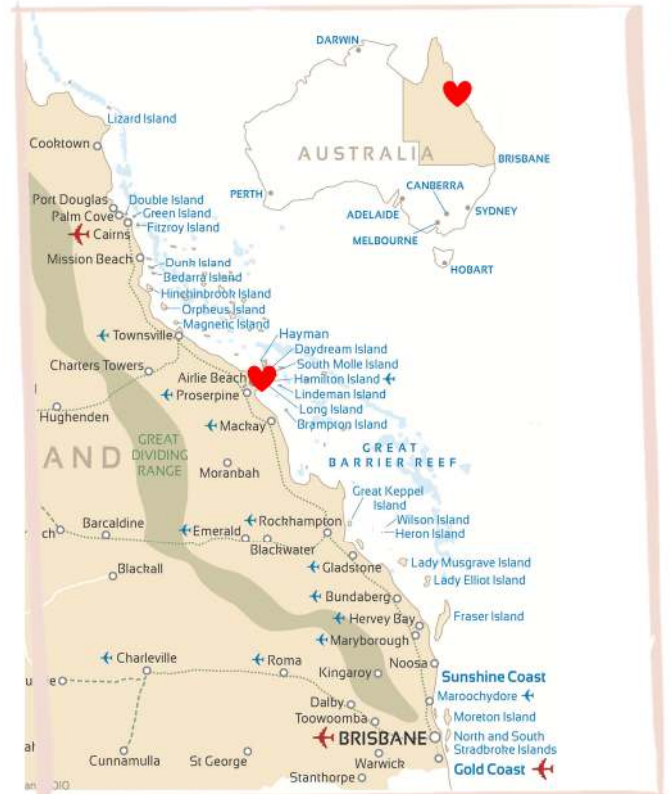 DARWIN
AUSTRALIA
BRISBANE
PERTH
CANBERRA
ADELAIDE
SYDNEY
MELBOURNE
HOBART
Lizard Island
Cooktown
Port Douglas
Double Island
Palm Cove
Green Island
Fitzroy Island
Cairns
Mission Beach
Dunk Island
Bedarra Island
Hinchinbrook Island
Orpheus Island
Magnetic Island
Townsville
Hayman
Daydream Island
Charters Towers
South Molle Island
Airlie Beach
Hamilton Island
Proserpine
Lindeman Island
Long Island
Hughenden
Brampton Island
Mackay
GREAT
DIVIDING
RANGE
AND
GREAT
BARRIER REEF
Moranbah
Great Keppel
Island
Barcaldine
Emerald
Rockhampton
Wilson Island
Heron Island
ch
Blackwater
Blackall
Gladstone
Lady Musgrave Island
Lady Elliot Island
Bundaberg
Hervey Bay
Fraser Island
Maryborough
Charleville
Roma
Noosa
Kingaroy
Sunshine Coast
Maroochydore
Dalby
Moreton Island
Toowoomba
BRISBANE
North and South
Stradbroke Islands
Cunnamulla
St George
Warwick
Gold Coast
Stanthorpe